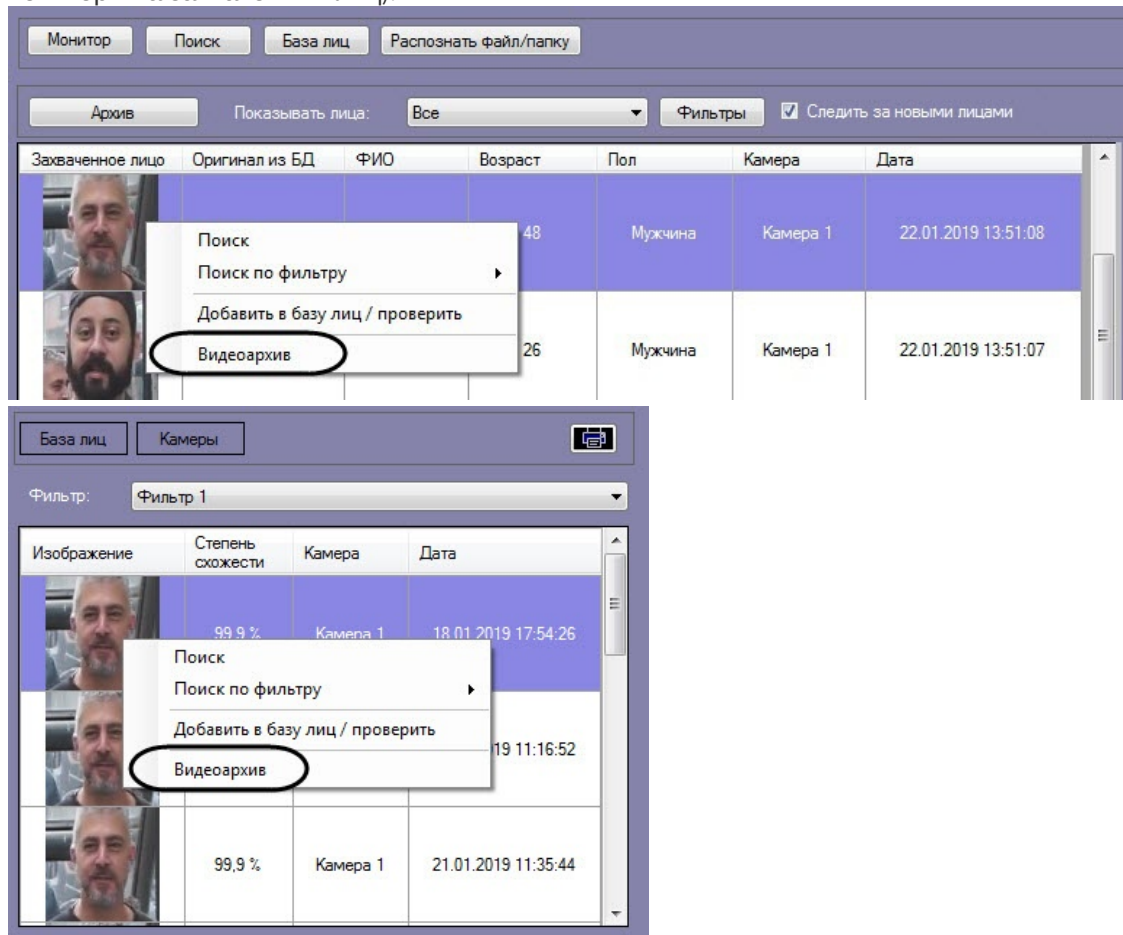 Монитор Поиск База лиц Распознать файл/папку
Архив Показывать лица: Все Фильтры Следить за новыми лицами
Захваченное лицо Оригинал из БД ФИО Возраст Пол Камера Дата
48 Мужчина Камера 1 22.01.2019 13:51:08
Поиск
Поиск по фильтру
Добавить в базу лиц / проверить
Видеоархив
26 Мужчина Камера 1 22.01.2019 13:51:07
База лиц Камеры
Фильтр: Фильтр 1
Изображение Степень схожести Камера Дата
99,9 % Камера 1 18.01.2019 17:54:26
Поиск
Поиск по фильтру
Добавить в базу лиц / проверить
19 11:16:52
Видеоархив
99,9 % Камера 1 21.01.2019 11:35:44